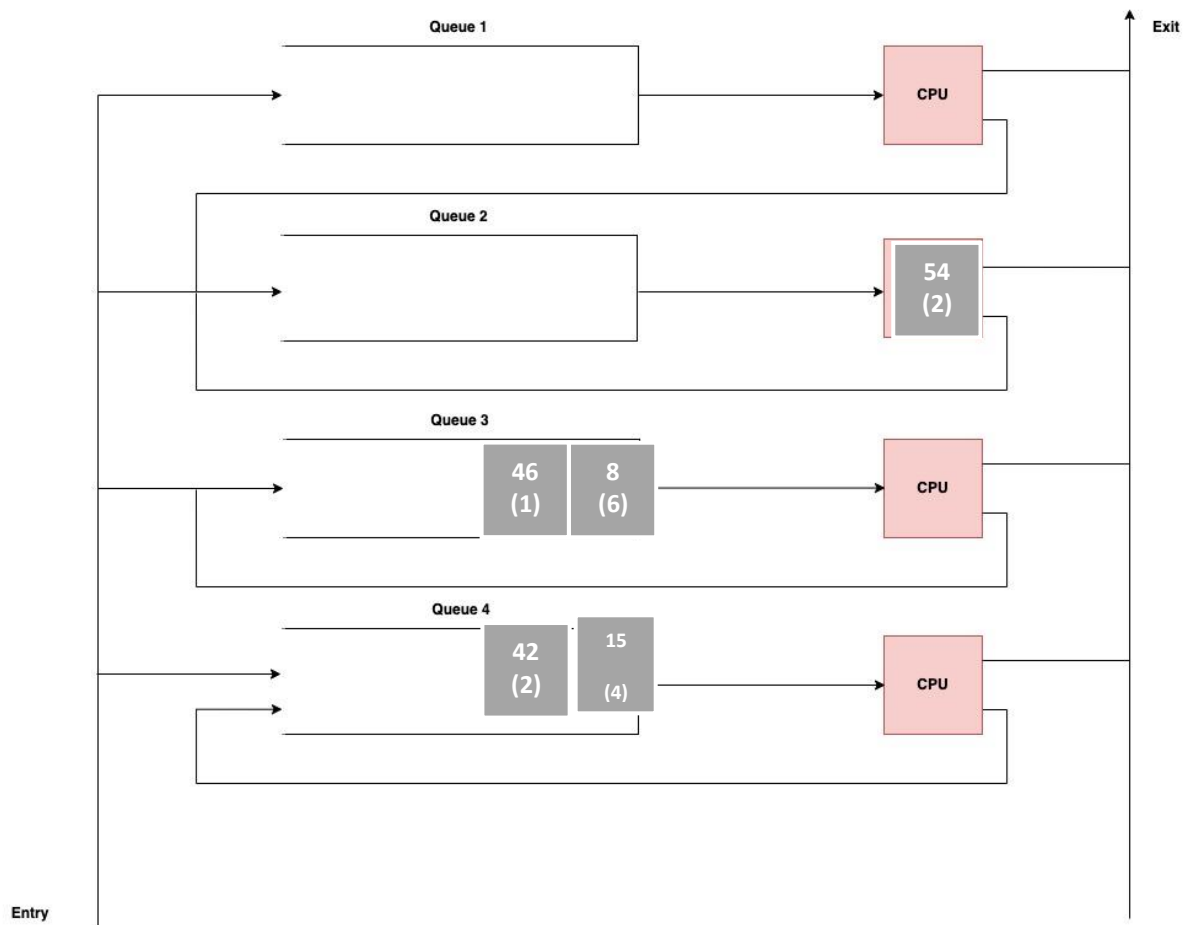 Queue 1
Exit
CPU
Queue 2
54
(2)
Queue 3
46
(1)
8
(6)
CPU
Queue 4
42
(2)
15
(4)
CPU
Entry